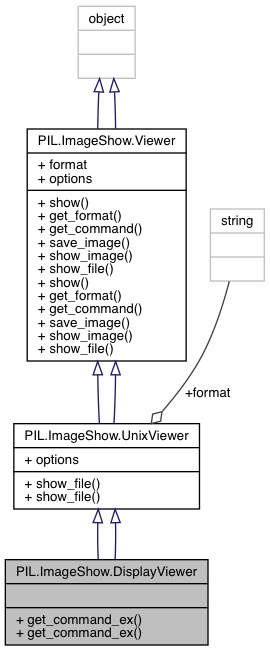 object
PIL.ImageShow.Viewer
+ format
+ options
+ show()
+ get_format()
+ get_command()
+ save_image()
+ show_image()
+ show_file()
+ show()
+ get_format()
+ get_command()
+ save_image()
+ show_image()
+ show_file()
string
+format
PIL.ImageShow.UnixViewer
+ options
+ show_file()
+ show_file()
PIL.ImageShow.DisplayViewer
+ get_command_ex()
+ get_command_ex()